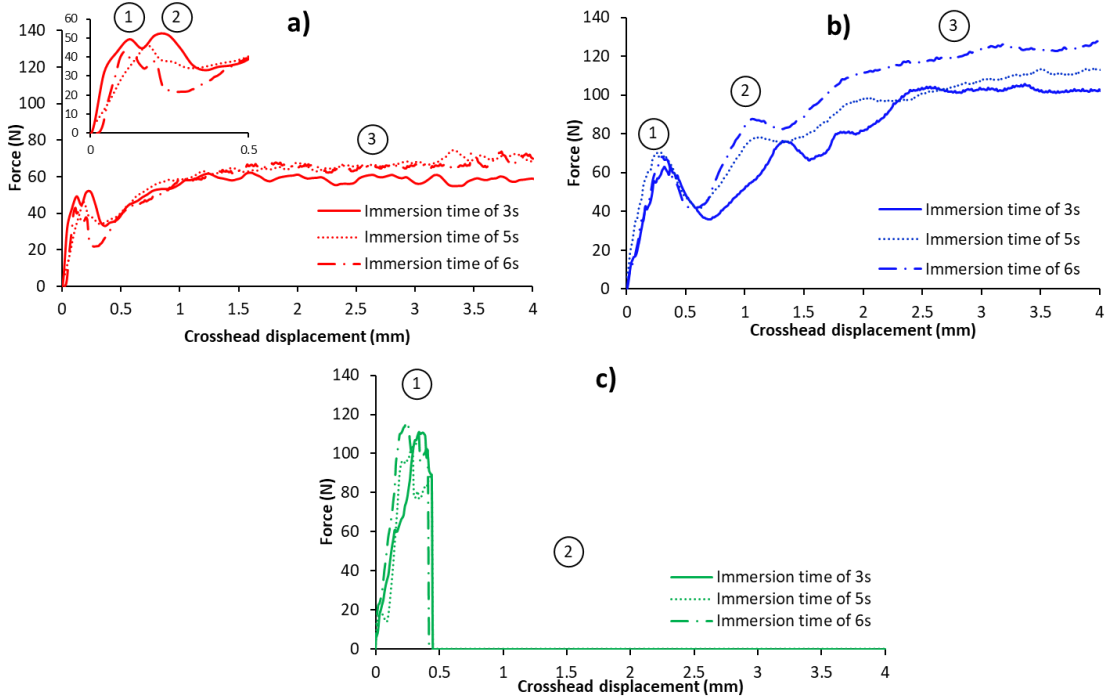 a)
1
2
60
50
40
30
20
10
0
0
0.5
140
120
100
80
60
40
20
0
Force (N)
3
Immersion time of 3s
Immersion time of 5s
Immersion time of 6s
0 0.5 1 1.5 2 2.5 3 3.5 4
Crosshead displacement (mm)
b)
140
120
100
80
60
40
20
0
Force (N)
1
2
3
Immersion time of 3s
Immersion time of 5s
Immersion time of 6s
0 0.5 1 1.5 2 2.5 3 3.5 4
Crosshead displacement (mm)
c)
140
120
100
80
60
40
20
0
Force (N)
1
2
Immersion time of 3s
Immersion time of 5s
Immersion time of 6s
0 0.5 1 1.5 2 2.5 3 3.5 4
Crosshead displacement (mm)